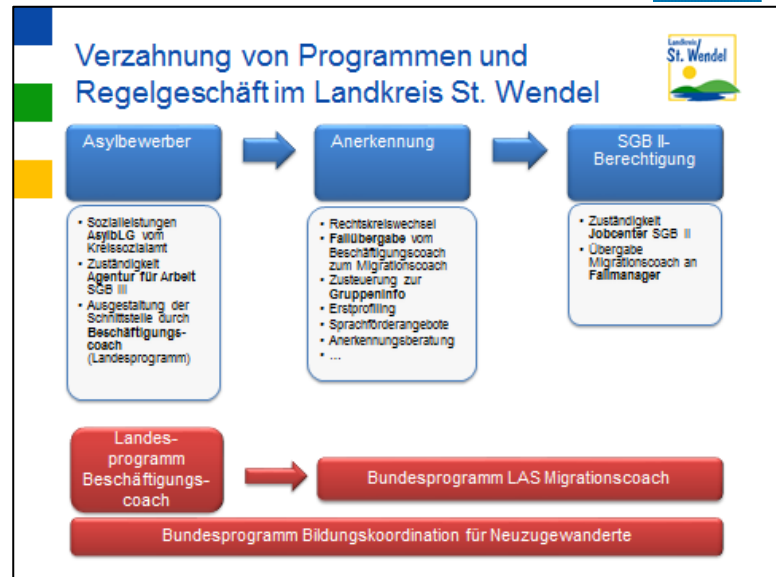 Verzahnung von Programmen und
Regelgeschäft im Landkreis St. Wendel
Landkreis
St. Wendel
Asylbewerber
• Sozialleistungen
AsylbLG vom
Kreissozialamt
• Zuständigkeit
Agentur für Arbeit
SGB III
• Ausgestaltung der
Schnittstelle durch
Beschäftigungs-
coach
(Landesprogramm)
Anerkennung
• Rechtskreiswechsel
• Fallübergabe vom
Beschäftigungscoach
zum Migrationscoach
• Zusteuerung zur
Gruppeninfo
• Erstprofiling
• Sprachförderangebote
• Anerkennungsberatung
• ...
SGB II-
Berechtigung
• Zuständigkeit
Jobcenter SGB II
• Übergabe
Migrationscoach an
Fallmanager
Landes-
programm
Beschäftigungs-
coach
Bundesprogramm LAS Migrationscoach
Bundesprogramm Bildungskoordination für Neuzugewanderte